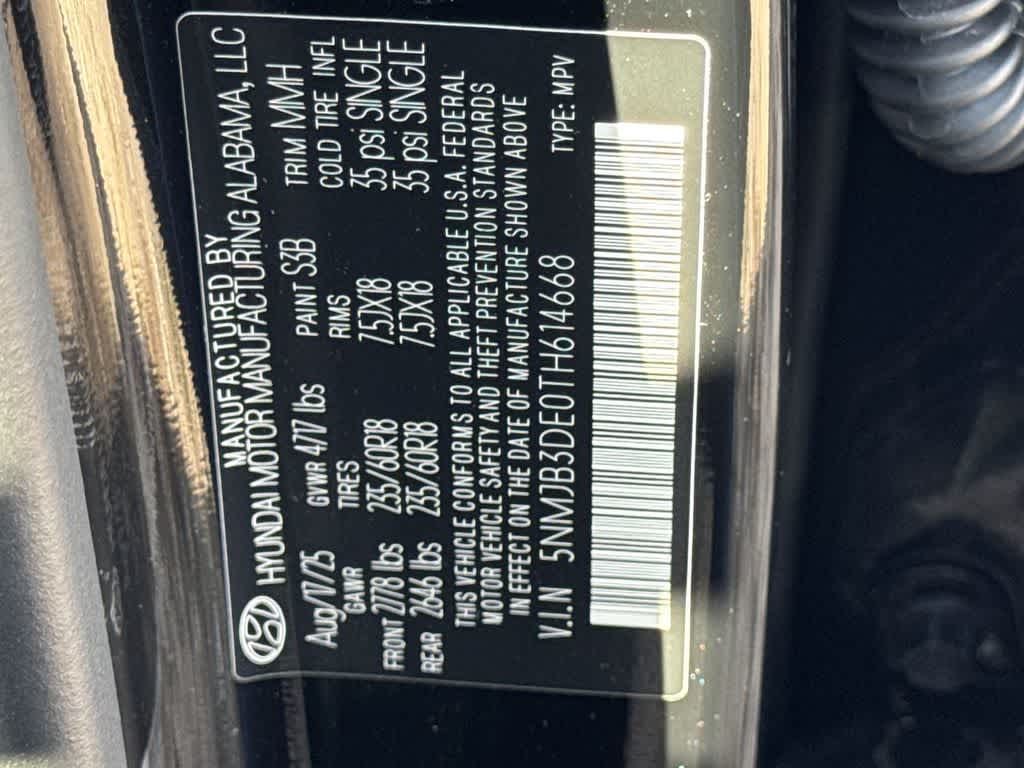 MANUFACTURED BY
HYUNDAI MOTOR MANUFACTURING ALABAMA, LLC
Aug/17/25 GVWR 4717 lbs PAINT S3B TRIM MMH
GAWR TIRES RIMS COLD TIRE INFL
FRONT 2778 lbs 235/60R18 7.5JX18 35 psi SINGLE
REAR 2646 lbs 235/60R18 7.5JX18 35 psi SINGLE
THIS VEHICLE CONFORMS TO ALL APPLICABLE U.S.A. FEDERAL
MOTOR VEHICLE SAFETY AND THEFT PREVENTION STANDARDS
IN EFFECT ON THE DATE OF MANUFACTURE SHOWN ABOVE
V.I.N 5NMJB3DE0TH614668 TYPE: MPV